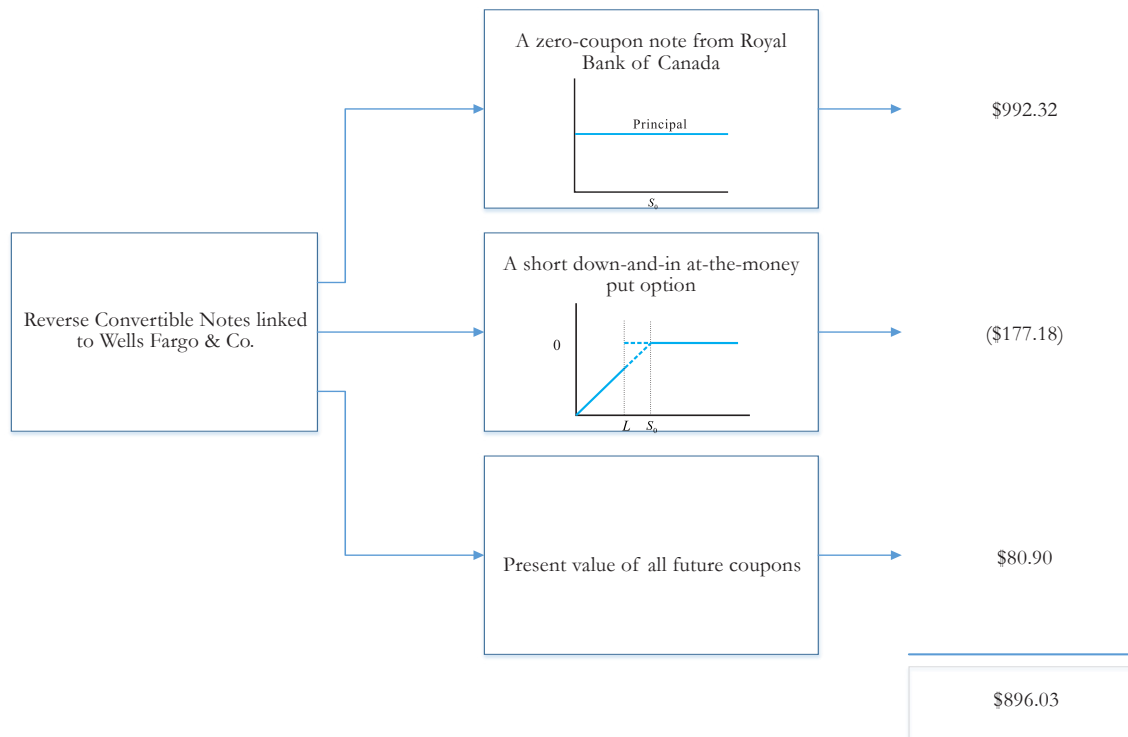 A zero-coupon note from Royal
Bank of Canada
Principal
S₀
$992.32
Reverse Convertible Notes linked
to Wells Fargo & Co.
A short down-and-in at-the-money
put option
0
L S₀
($177.18)
Present value of all future coupons
$80.90
$896.03